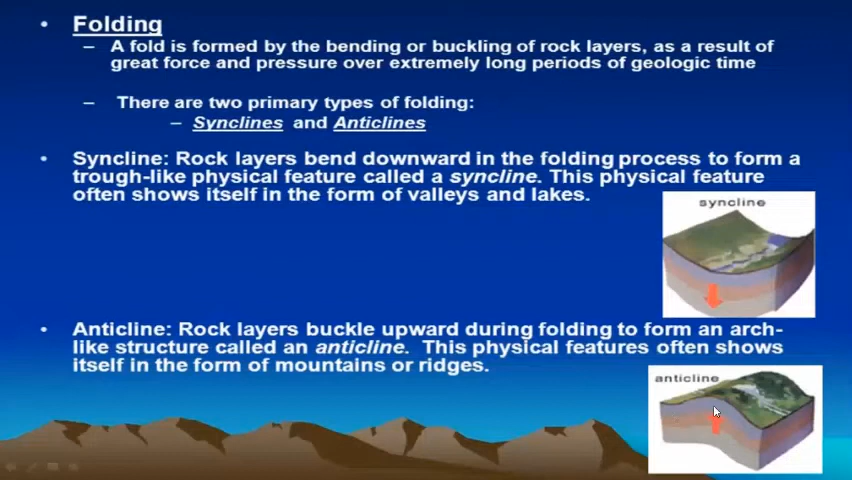 • Folding
– A fold is formed by the bending or buckling of rock layers, as a result of
great force and pressure over extremely long periods of geologic time
– There are two primary types of folding:
– Synclines and Anticlines
• Syncline: Rock layers bend downward in the folding process to form a
trough-like physical feature called a syncline. This physical feature
often shows itself in the form of valleys and lakes.
syncline
• Anticline: Rock layers buckle upward during folding to form an arch-
like structure called an anticline. This physical features often shows
itself in the form of mountains or ridges.
anticline